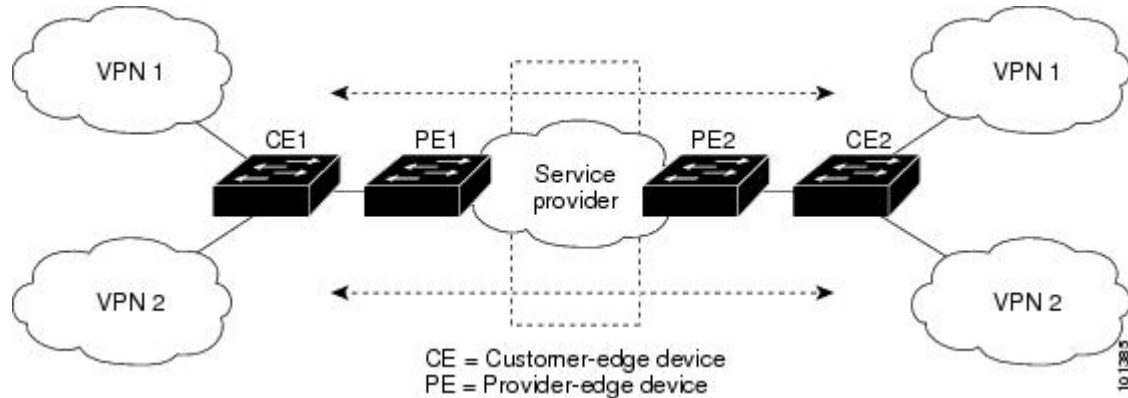 VPN 1
VPN 1
CE1
PE1
PE2
CE2
Service
provider
VPN 2
VPN 2
CE = Customer-edge device
PE = Provider-edge device
101385